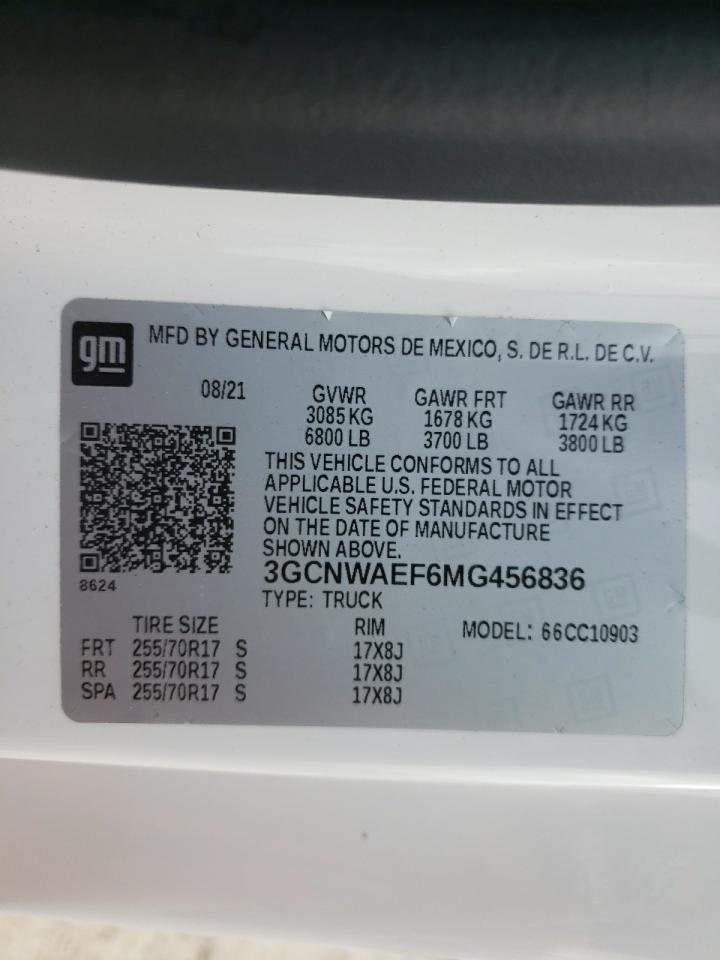 gm MFD BY GENERAL MOTORS DE MEXICO, S. DE R.L. DE C.V.
08/21 GVWR GAWR FRT GAWR RR
3085 KG 1678 KG 1724 KG
6800 LB 3700 LB 3800 LB
THIS VEHICLE CONFORMS TO ALL
APPLICABLE U.S. FEDERAL MOTOR
VEHICLE SAFETY STANDARDS IN EFFECT
ON THE DATE OF MANUFACTURE
SHOWN ABOVE.
8624
3GCNWAEF6MG456836
TYPE: TRUCK
TIRE SIZE RIM MODEL: 66CC10903
FRT 255/70R17 S 17X8J
RR 255/70R17 S 17X8J
SPA 255/70R17 S 17X8J